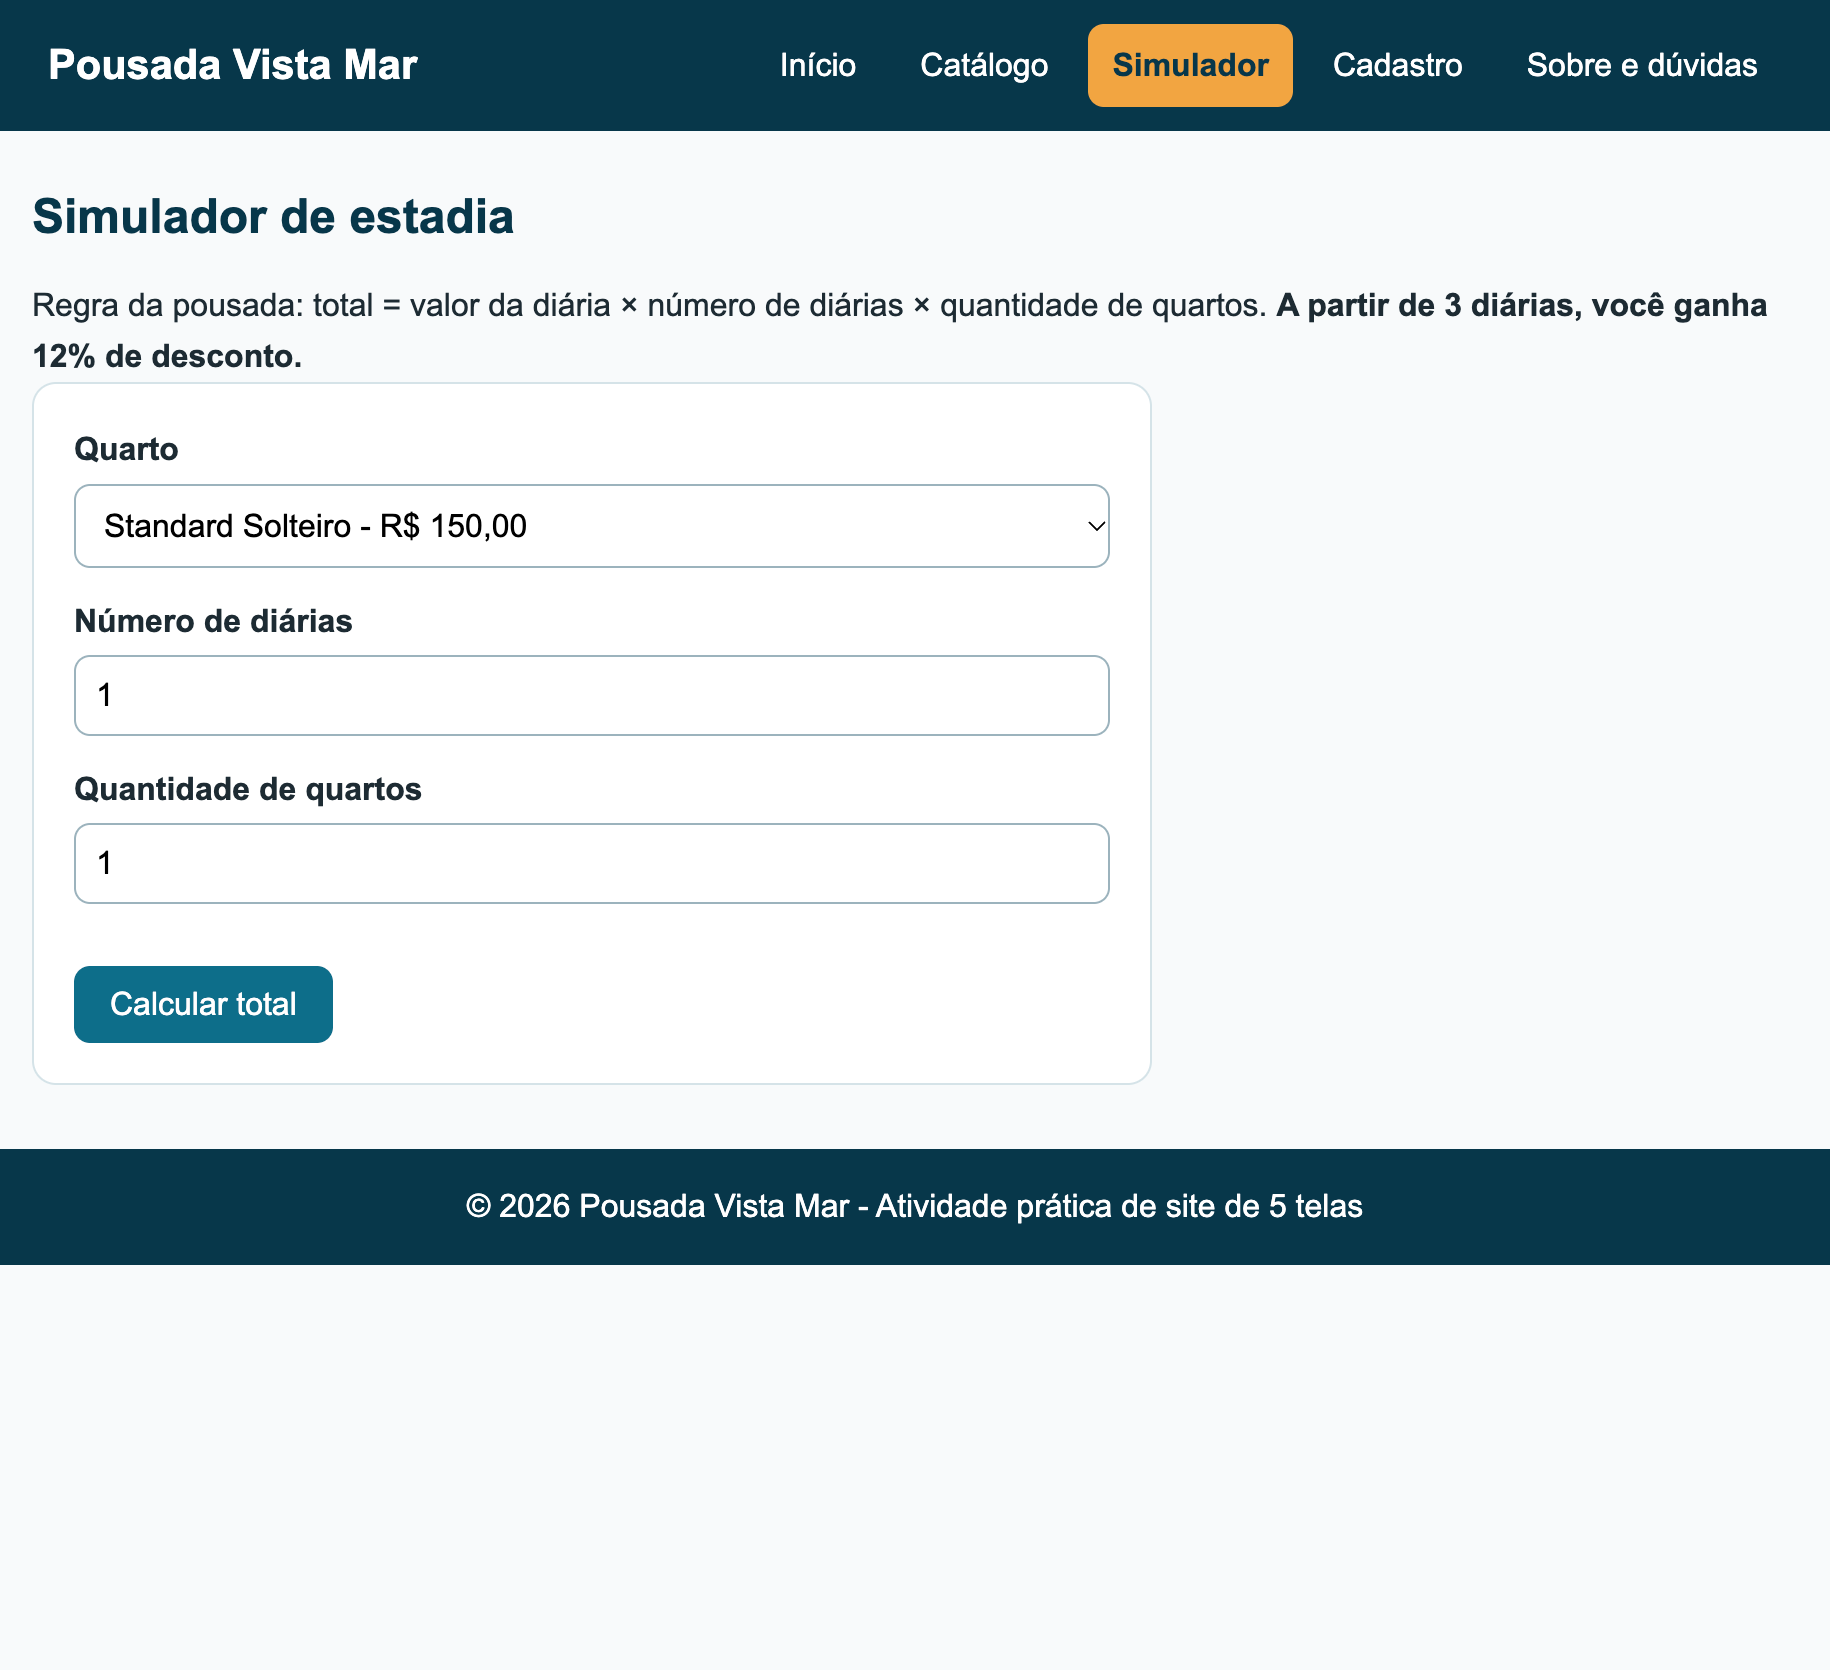 Pousada Vista Mar
Início
Catálogo
Simulador
Cadastro
Sobre e dúvidas
Simulador de estadia
Regra da pousada: total = valor da diária × número de diárias × quantidade de quartos. A partir de 3 diárias, você ganha
12% de desconto.
Quarto
Standard Solteiro - R$ 150,00
Número de diárias
1
Quantidade de quartos
1
Calcular total
© 2026 Pousada Vista Mar - Atividade prática de site de 5 telas